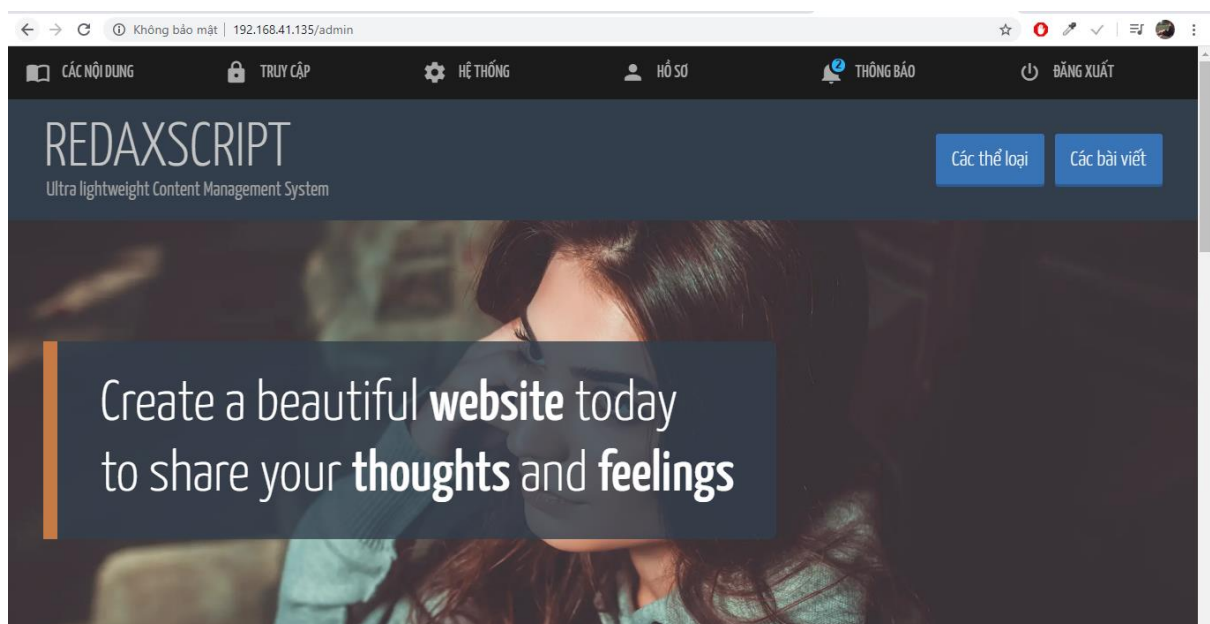 Không bảo mật | 192.168.41.135/admin
CÁC NỘI DUNG TRUY CẬP HỆ THỐNG HỒ SƠ 2 THÔNG BÁO ĐĂNG XUẤT
REDAXSCRIPT
Ultra lightweight Content Management System
Các thể loại Các bài viết
Create a beautiful website today
to share your thoughts and feelings